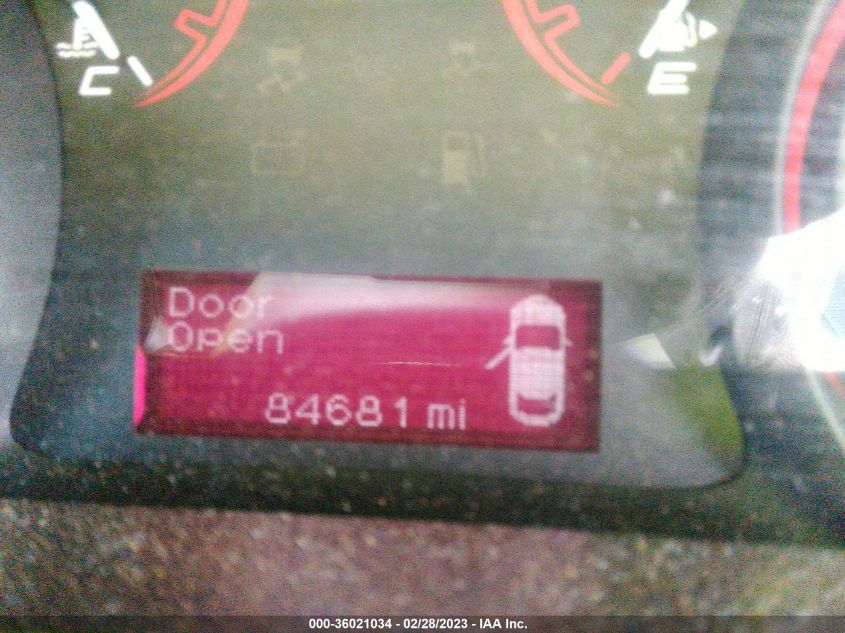 C
E
Door
Open
84681 mi
000-36021034 - 02/28/2023 - IAA Inc.